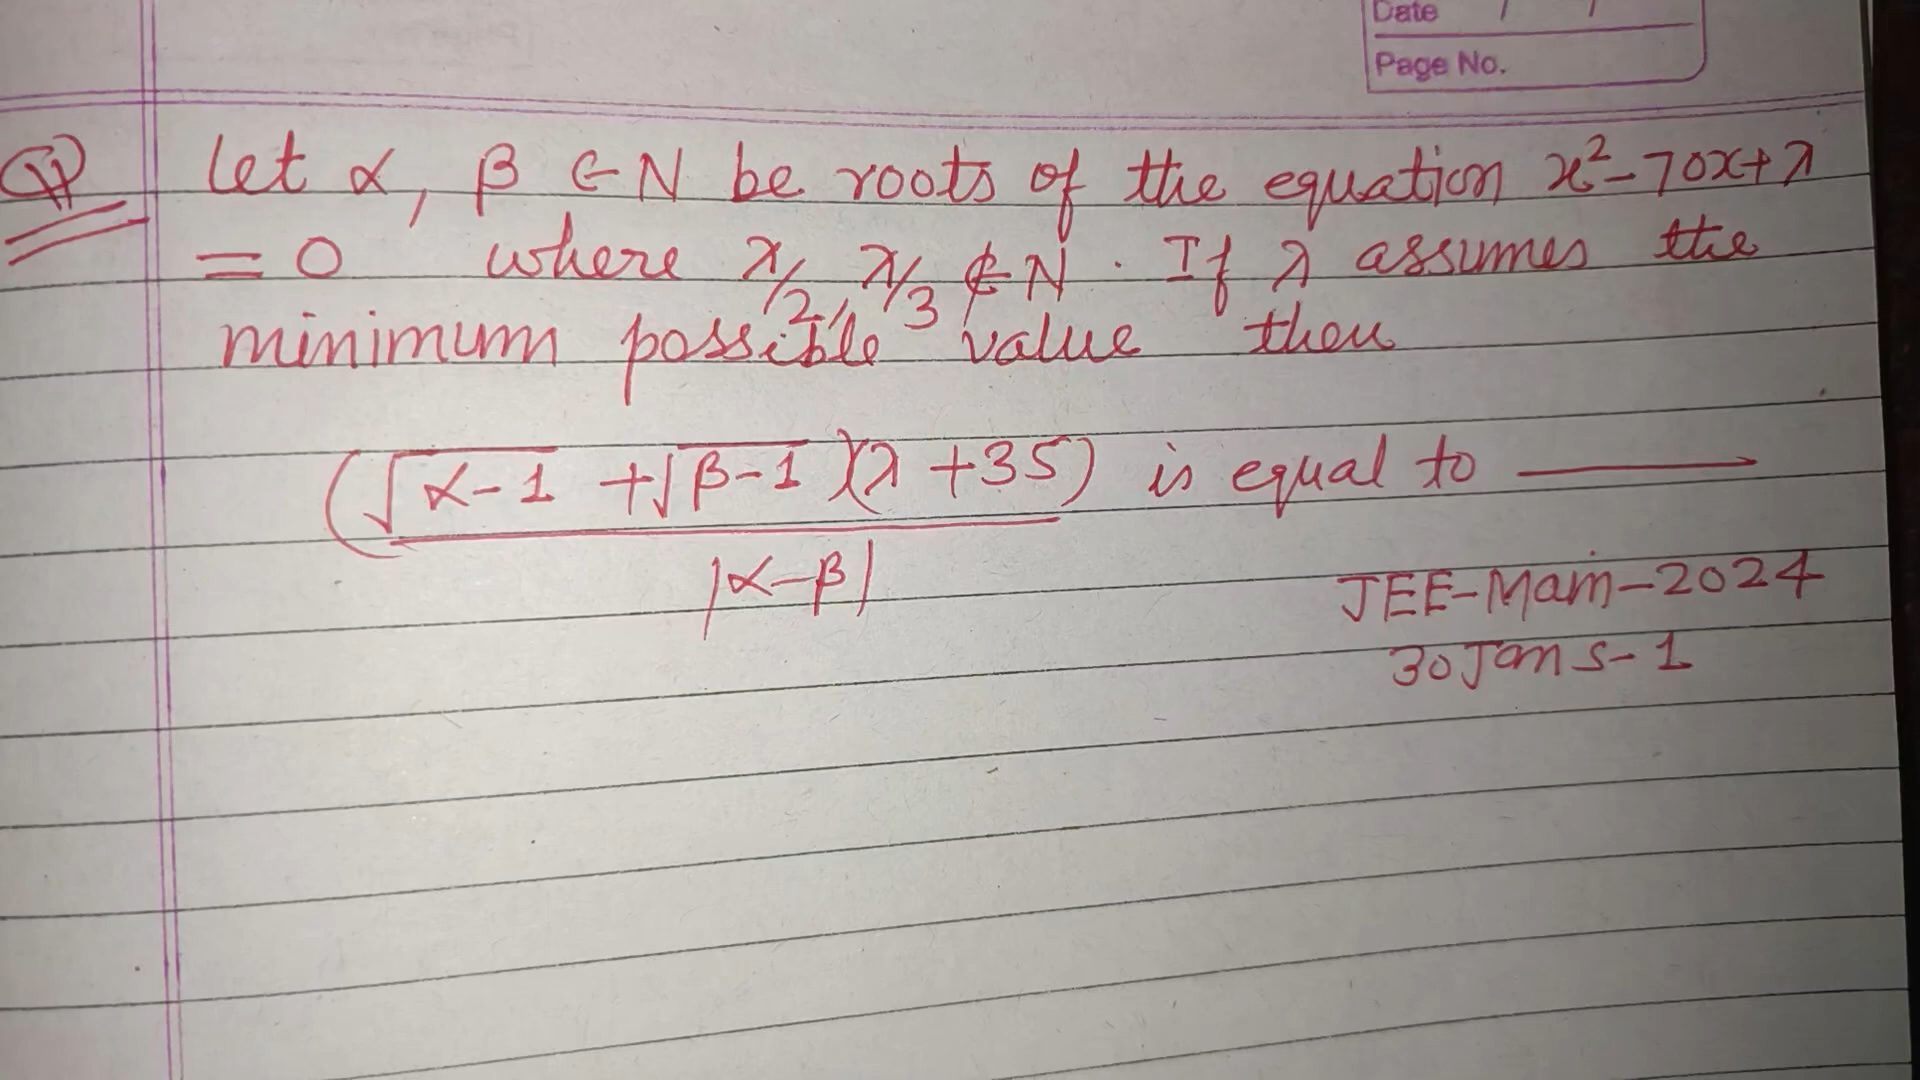 Date / /
Page No.
Q Let α, β ∈ N be roots of the equation x²-70x+λ
= 0 where λ/2, λ/3 ∉ N. If λ assumes the
minimum possible value then
(√α-1 + √β-1)(λ+35) is equal to ———
|α-β|
JEE-Main-2024
30 Jan S-1